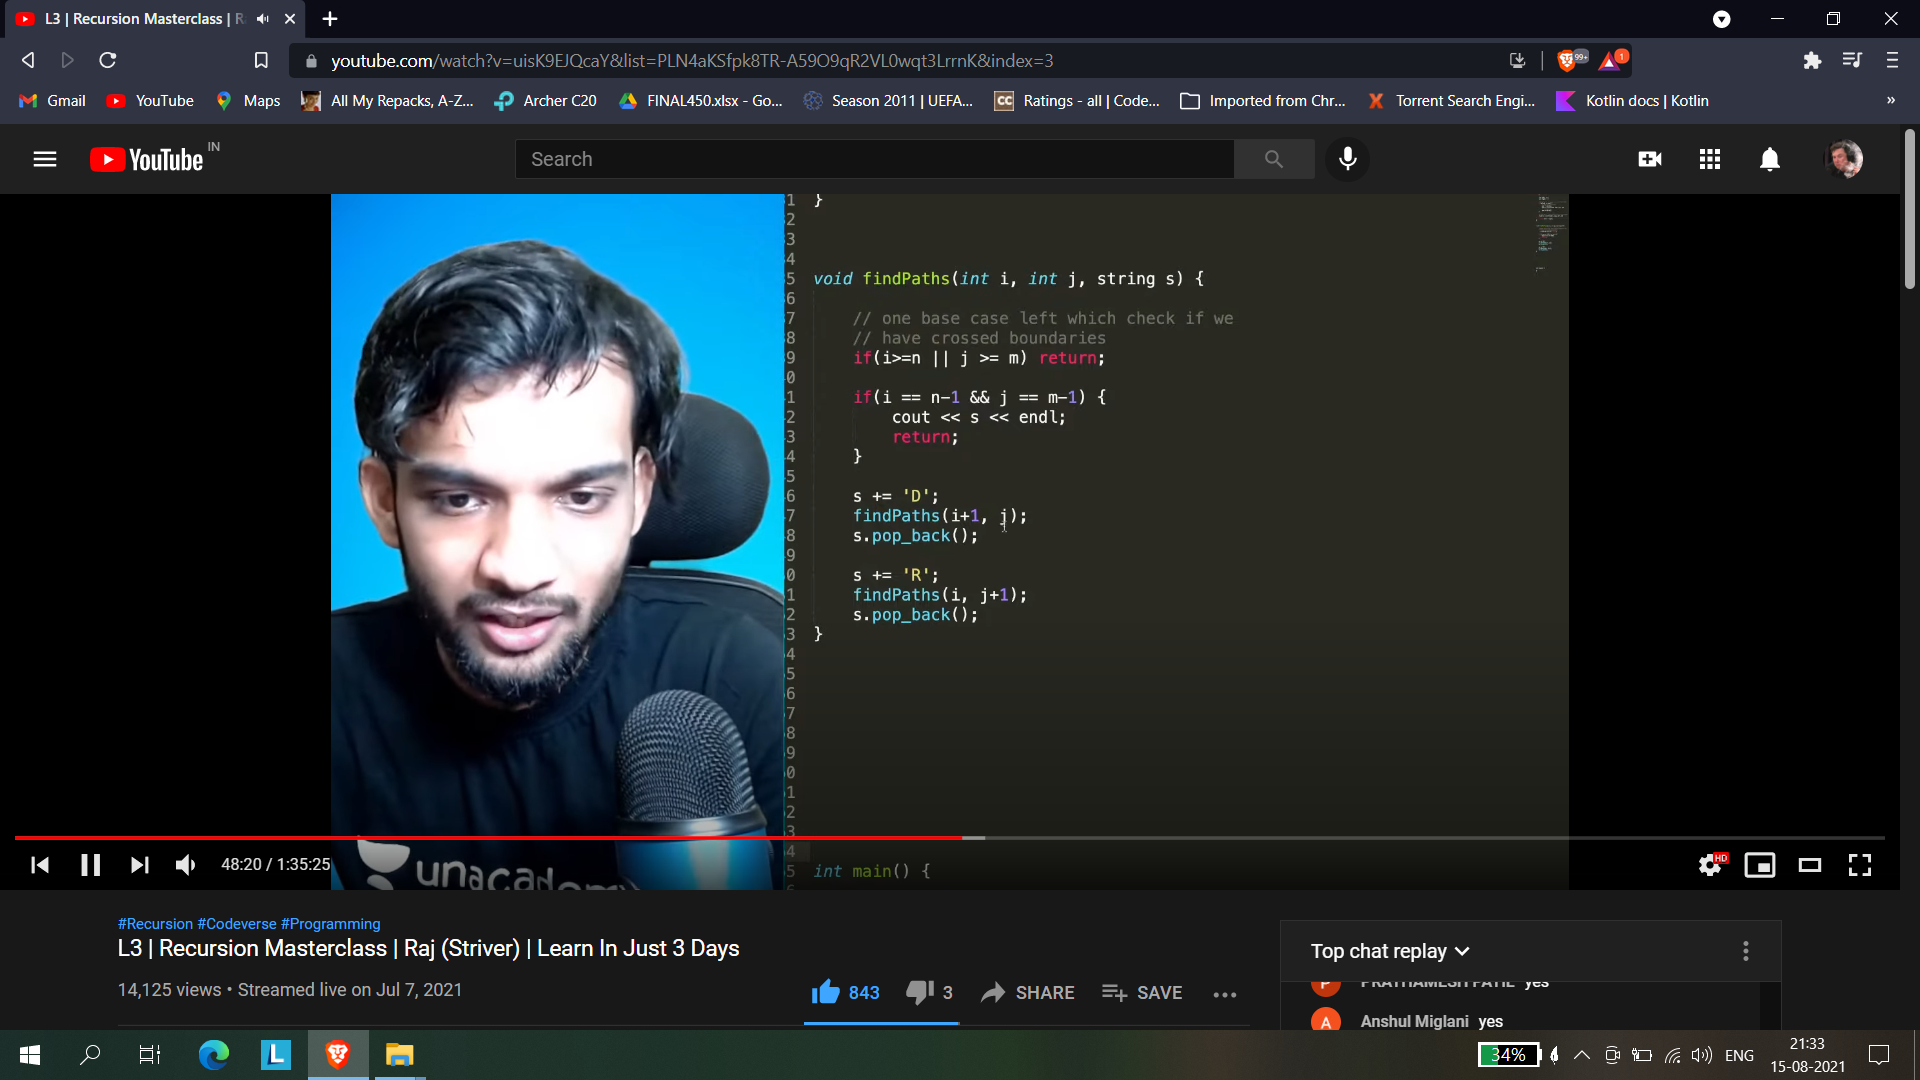 L3 | Recursion Masterclass | R
youtube.com/watch?v=uisK9EJQcaY&list=PLN4aKSfpk8TR-A59O9qR2VL0wqt3LrrnK&index=3
99+
1
Gmail
YouTube
Maps
All My Repacks, A-Z...
Archer C20
FINAL450.xlsx - Go...
Season 2011 | UEFA...
CC
Ratings - all | Code...
Imported from Chr...
Torrent Search Engi...
Kotlin docs | Kotlin
»
YouTube IN
Search
1 }
2
3
4
5 void findPaths(int i, int j, string s) {
6
7 // one base case left which check if we
8 // have crossed boundaries
9 if(i>=n || j >= m) return;
0
1 if(i == n-1 && j == m-1) {
2 cout << s << endl;
3 return;
4 }
5
6 s += 'D';
7 findPaths(i+1, j);
8 s.pop_back();
9
0 s += 'R';
1 findPaths(i, j+1);
2 s.pop_back();
3 }
4
5
6
7
8
9
0
1
2
3
4
5 int main() {
unacademy
48:20 / 1:35:25
HD
#Recursion #Codeverse #Programming
L3 | Recursion Masterclass | Raj (Striver) | Learn In Just 3 Days
14,125 views • Streamed live on Jul 7, 2021
843
3
SHARE
SAVE
Top chat replay
P PRATHAMESH PATIL yes
A Anshul Miglani yes
L
34%
ENG
21:33
15-08-2021